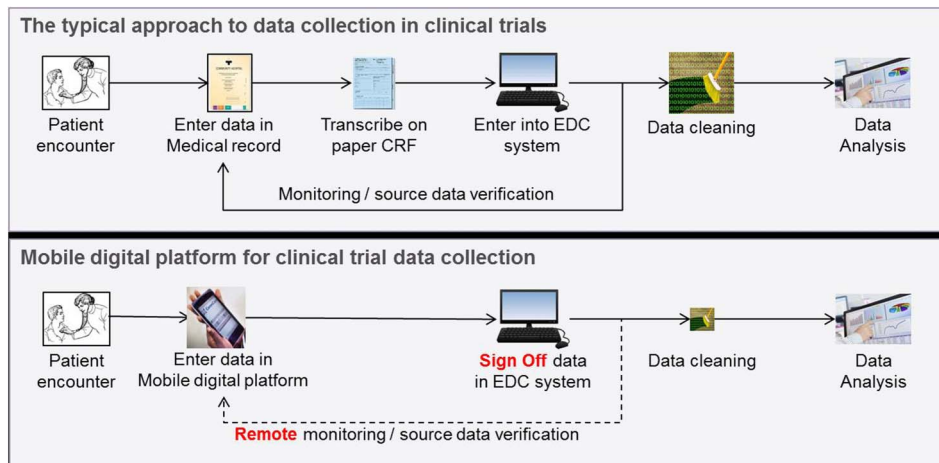 The typical approach to data collection in clinical trials
Patient
encounter
Enter data in
Medical record
Transcribe on
paper CRF
Enter into EDC
system
Data cleaning
Data
Analysis
Monitoring / source data verification
Mobile digital platform for clinical trial data collection
Patient
encounter
Enter data in
Mobile digital platform
Sign Off data
in EDC system
Data cleaning
Data
Analysis
Remote monitoring / source data verification